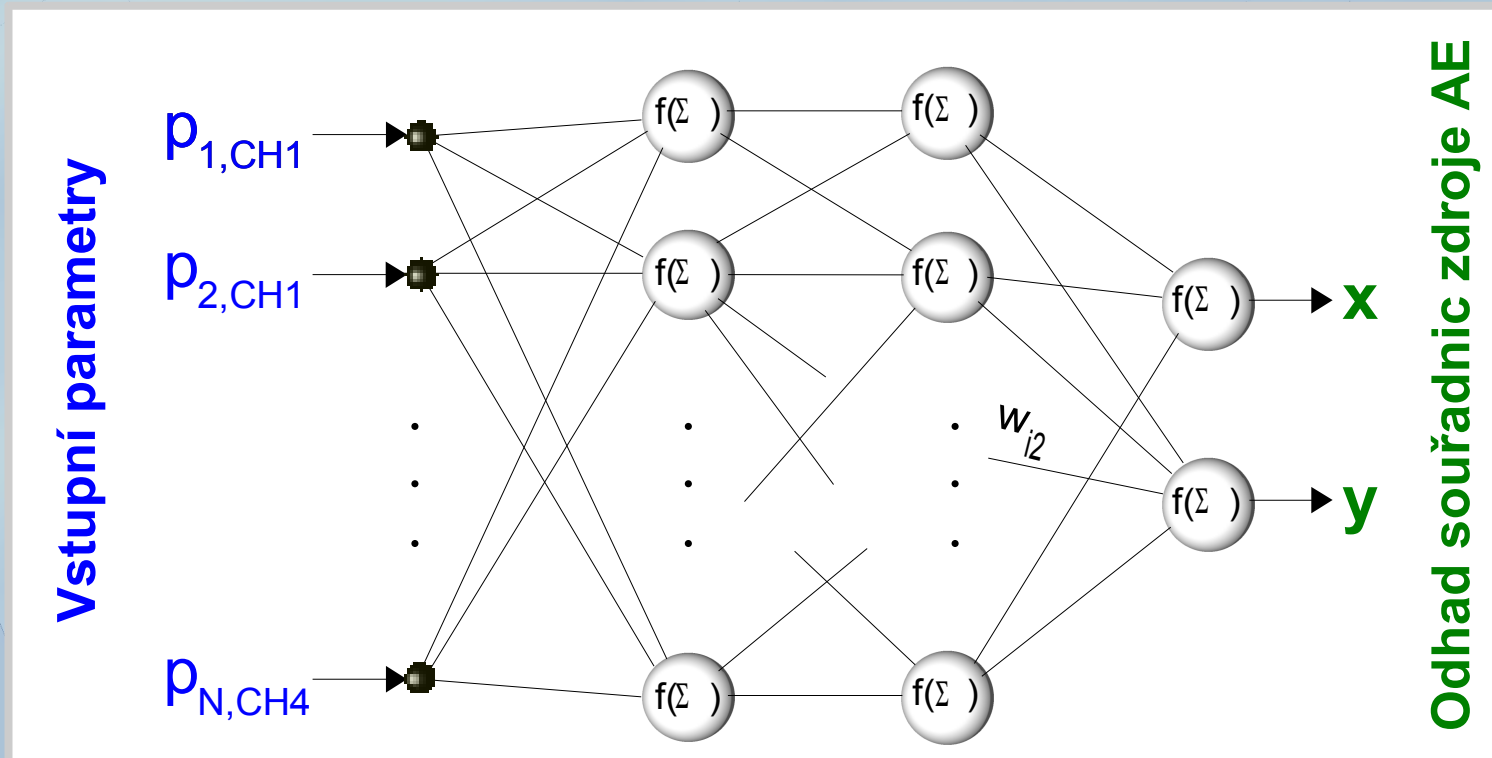 Vstupní parametry
p1,CH1
p2,CH1
pN,CH4
f(Σ )
f(Σ )
f(Σ )
f(Σ )
f(Σ )
f(Σ )
wi2
f(Σ )
f(Σ )
x
y
Odhad souřadnic zdroje AE